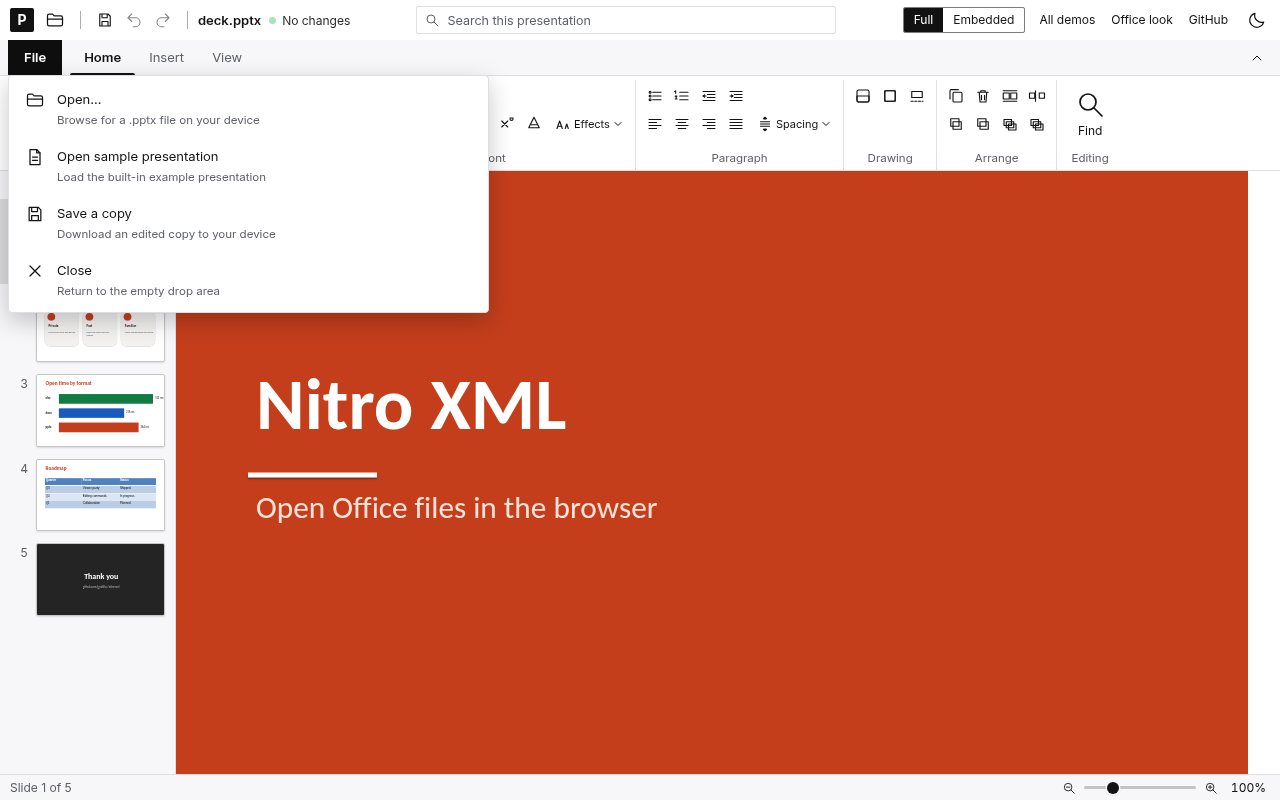 P
deck.pptx
No changes
Search this presentation
Full
Embedded
All demos
Office look
GitHub
File
Home
Insert
View
Open...
Browse for a .pptx file on your device
Open sample presentation
Load the built-in example presentation
Save a copy
Download an edited copy to your device
Close
Return to the empty drop area
Effects
Spacing
Find
Paragraph
Drawing
Arrange
Editing
Private
Fast
Familiar
3
Open time by format
4
Roadmap
5
Thank you
Nitro XML
Open Office files in the browser
Slide 1 of 5
100%